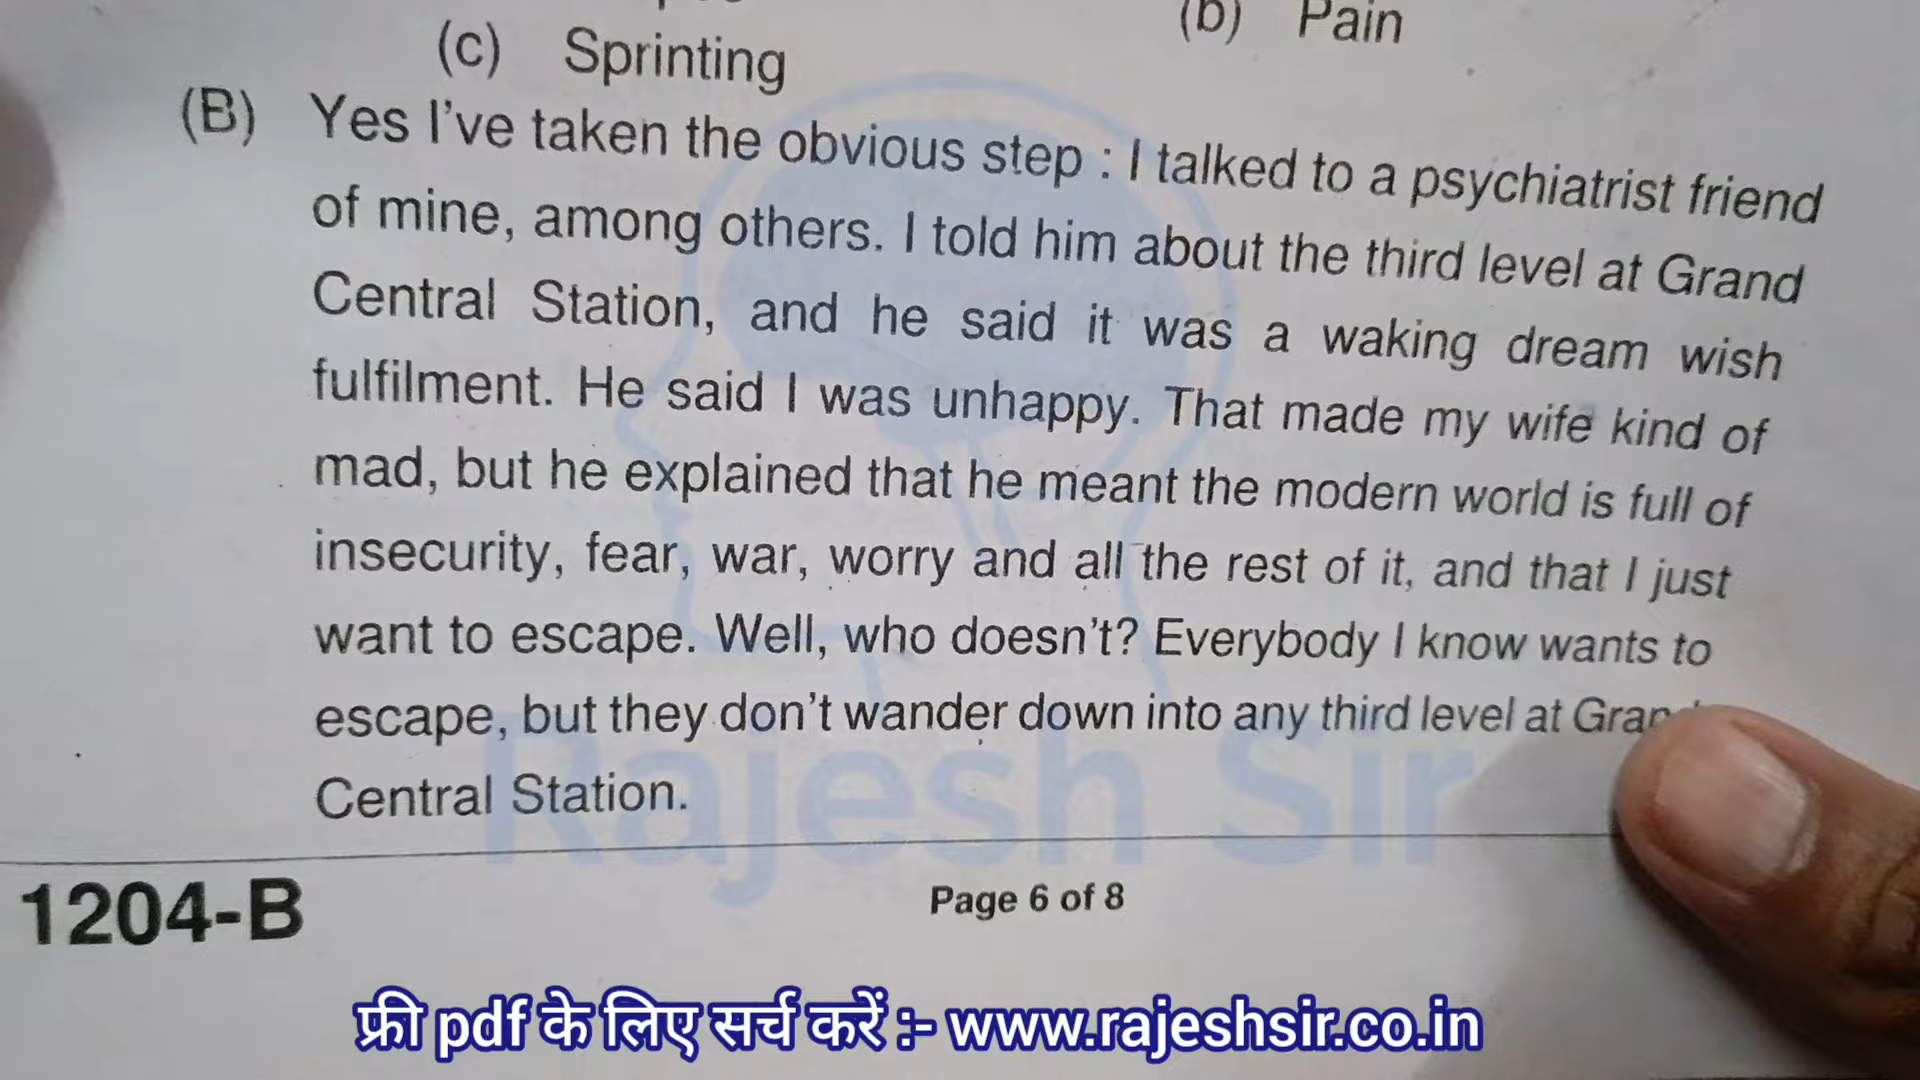 (b) Pain
(c) Sprinting
(B) Yes I've taken the obvious step : I talked to a psychiatrist friend
of mine, among others. I told him about the third level at Grand
Central Station, and he said it was a waking dream wish
fulfilment. He said I was unhappy. That made my wife kind of
mad, but he explained that he meant the modern world is full of
insecurity, fear, war, worry and all the rest of it, and that I just
want to escape. Well, who doesn't? Everybody I know wants to
escape, but they don't wander down into any third level at
Central Station.
Rajesh Sir
1204-B
Page 6 of 8
फ्री pdf के लिए सर्च करें :- www.rajeshsir.co.in